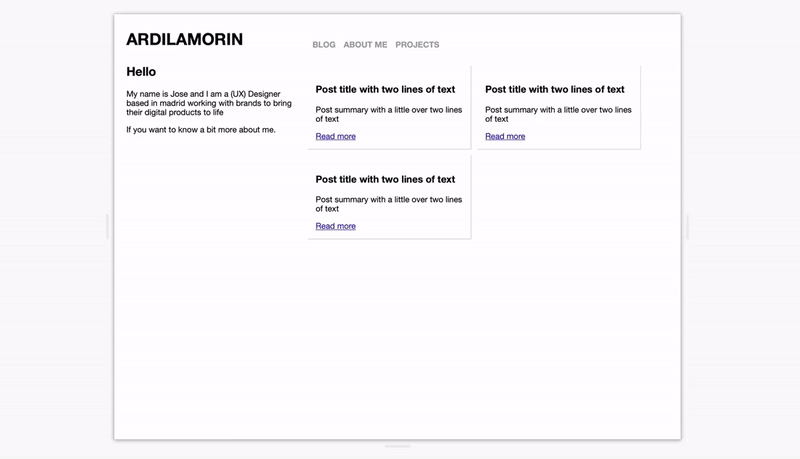 ARDILAMORIN
BLOG ABOUT ME PROJECTS
Hello
My name is Jose and I am a (UX) Designer
based in madrid working with brands to bring
their digital products to life
If you want to know a bit more about me.
Post title with two lines of text
Post summary with a little over two lines
of text
Read more
Post title with two lines of text
Post summary with a little over two lines
of text
Read more
Post title with two lines of text
Post summary with a little over two lines
of text
Read more